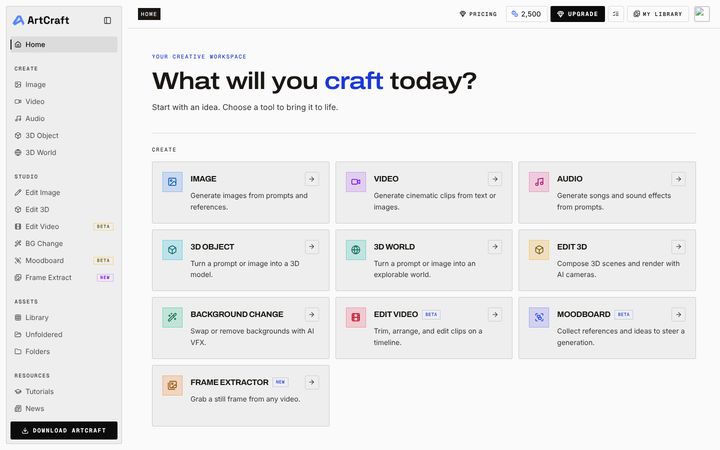 ArtCraft
Home
CREATE
Image
Video
Audio
3D Object
3D World
STUDIO
Edit Image
Edit 3D
Edit Video BETA
BG Change
Moodboard BETA
Frame Extract NEW
ASSETS
Library
Unfoldered
Folders
RESOURCES
Tutorials
News
DOWNLOAD ARTCRAFT
HOME
PRICING
2,500
UPGRADE
MY LIBRARY
YOUR CREATIVE WORKSPACE
What will you craft today?
Start with an idea. Choose a tool to bring it to life.
CREATE
IMAGE
Generate images from prompts and
references.
VIDEO
Generate cinematic clips from text or
images.
AUDIO
Generate songs and sound effects
from prompts.
3D OBJECT
Turn a prompt or image into a 3D
model.
3D WORLD
Turn a prompt or image into an
explorable world.
EDIT 3D
Compose 3D scenes and render with
AI cameras.
BACKGROUND CHANGE
Swap or remove backgrounds with AI
VFX.
EDIT VIDEO BETA
Trim, arrange, and edit clips on a
timeline.
MOODBOARD BETA
Collect references and ideas to steer a
generation.
FRAME EXTRACTOR NEW
Grab a still frame from any video.